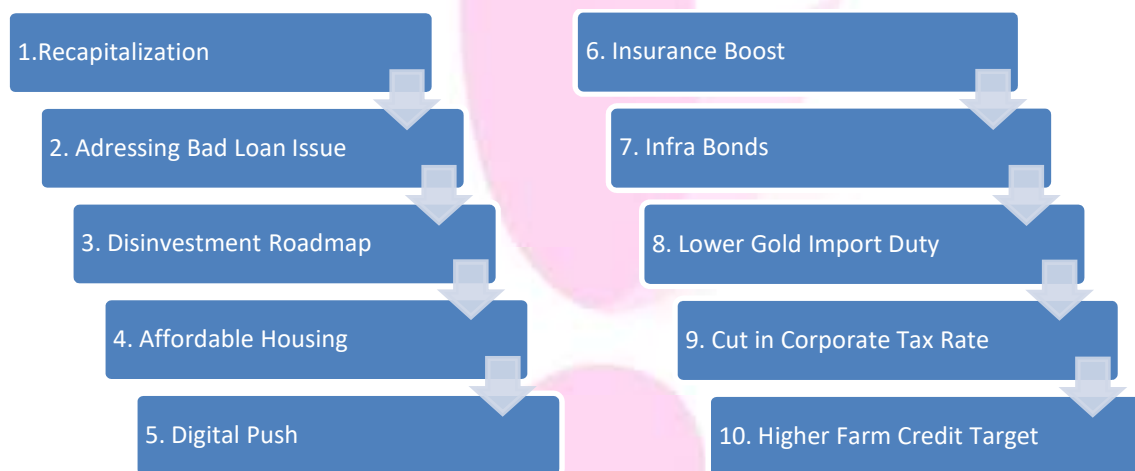 1.Recapitalization
2. Adressing Bad Loan Issue
3. Disinvestment Roadmap
4. Affordable Housing
5. Digital Push
6. Insurance Boost
7. Infra Bonds
8. Lower Gold Import Duty
9. Cut in Corporate Tax Rate
10. Higher Farm Credit Target